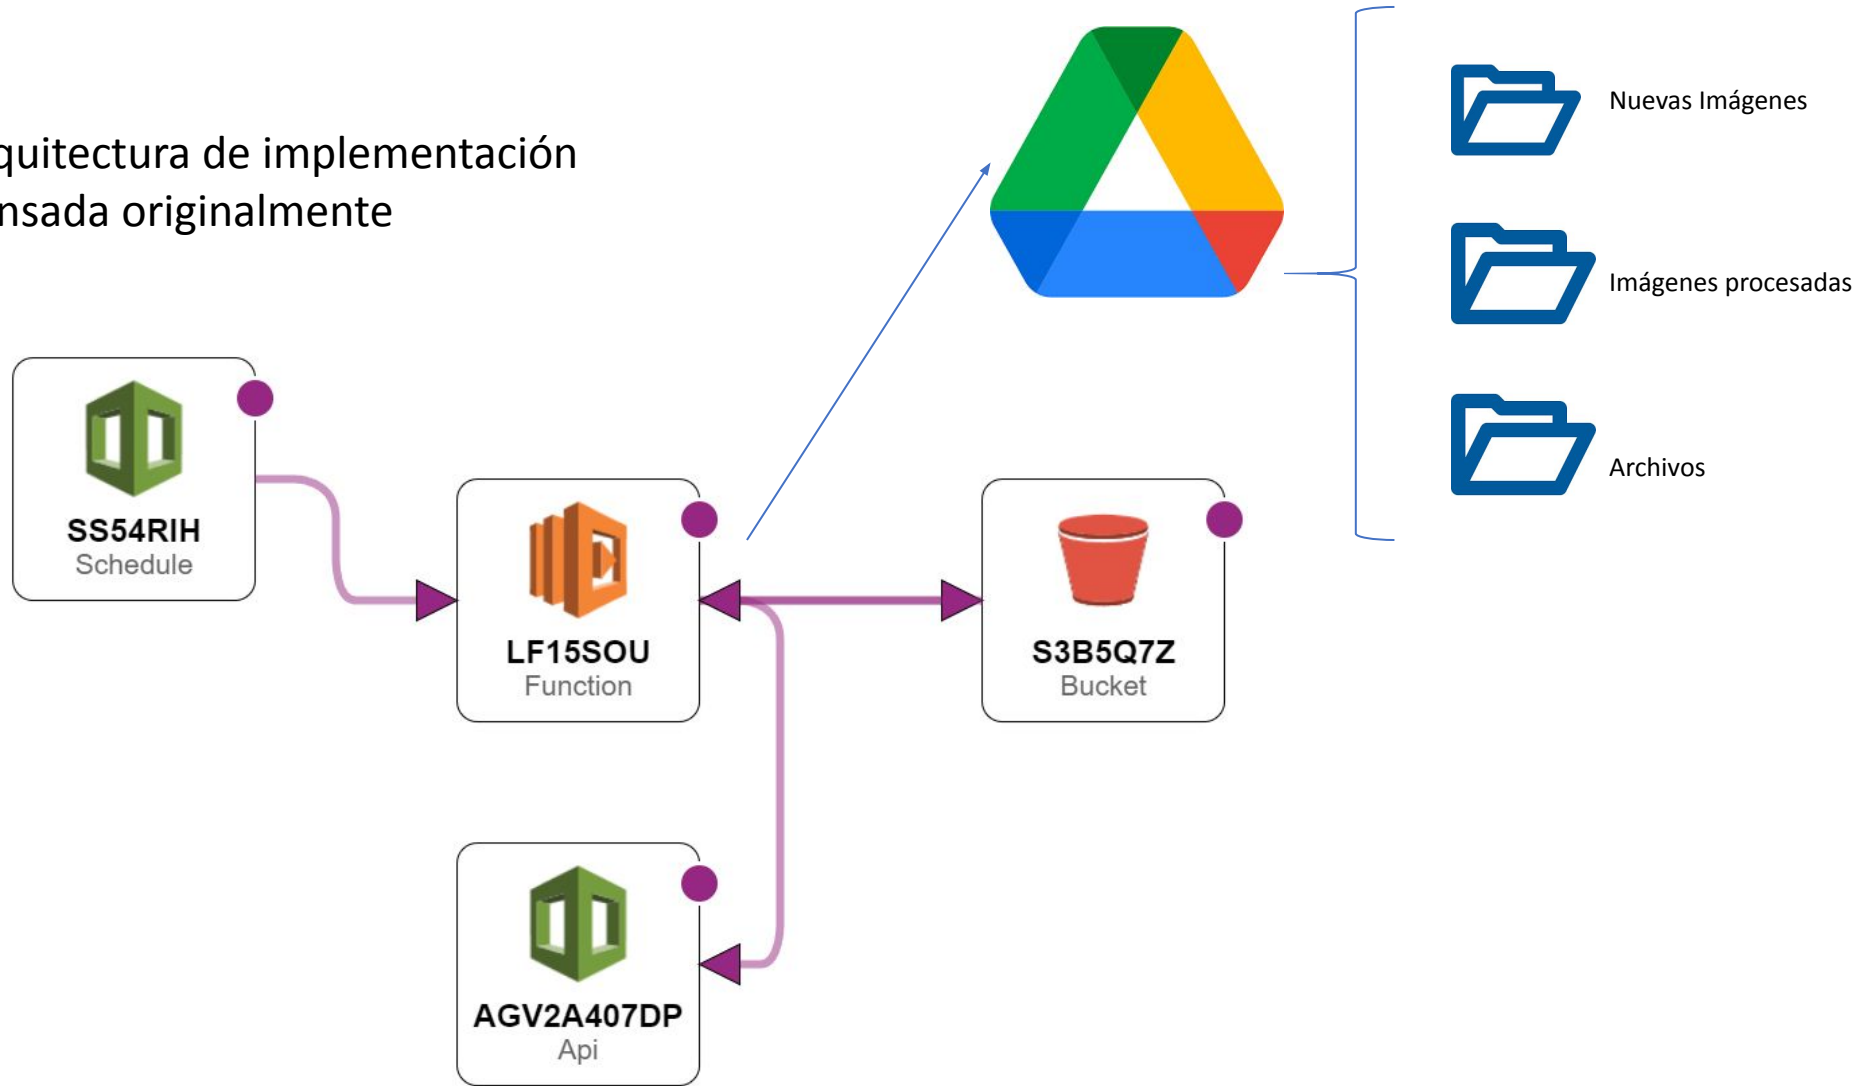 quitectura de implementación
nsada originalmente
Nuevas Imágenes
Imágenes procesadas
Archivos
SS54RIH
Schedule
LF15SOU
Function
S3B5Q7Z
Bucket
AGV2A407DP
Api